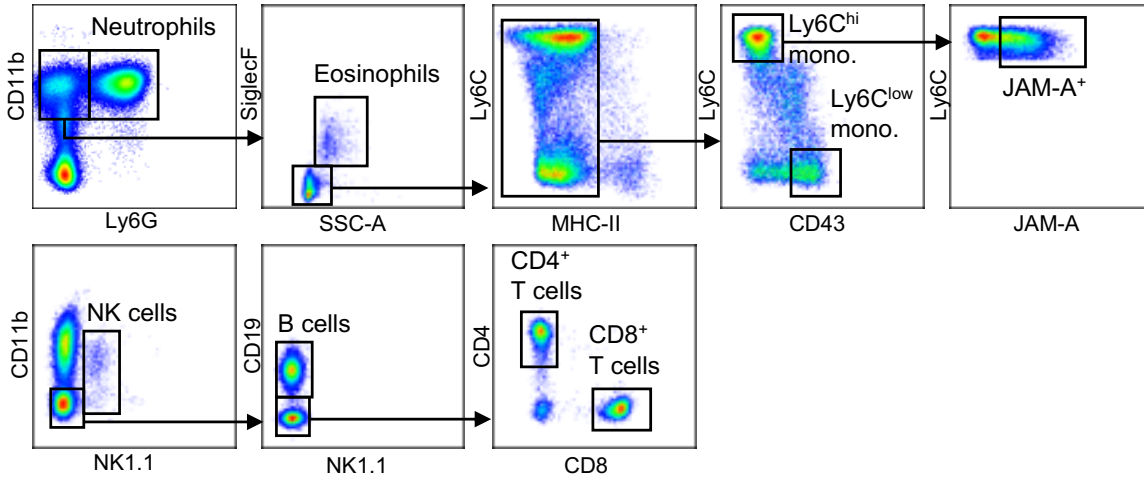 Neutrophils
CD11b
Ly6G
Eosinophils
SiglecF
SSC-A
Ly6C
MHC-II
Ly6Chi
mono.
Ly6Clow
mono.
Ly6C
CD43
JAM-A+
Ly6C
JAM-A
NK cells
CD11b
NK1.1
B cells
CD19
NK1.1
CD4+
T cells
CD8+
T cells
CD4
CD8